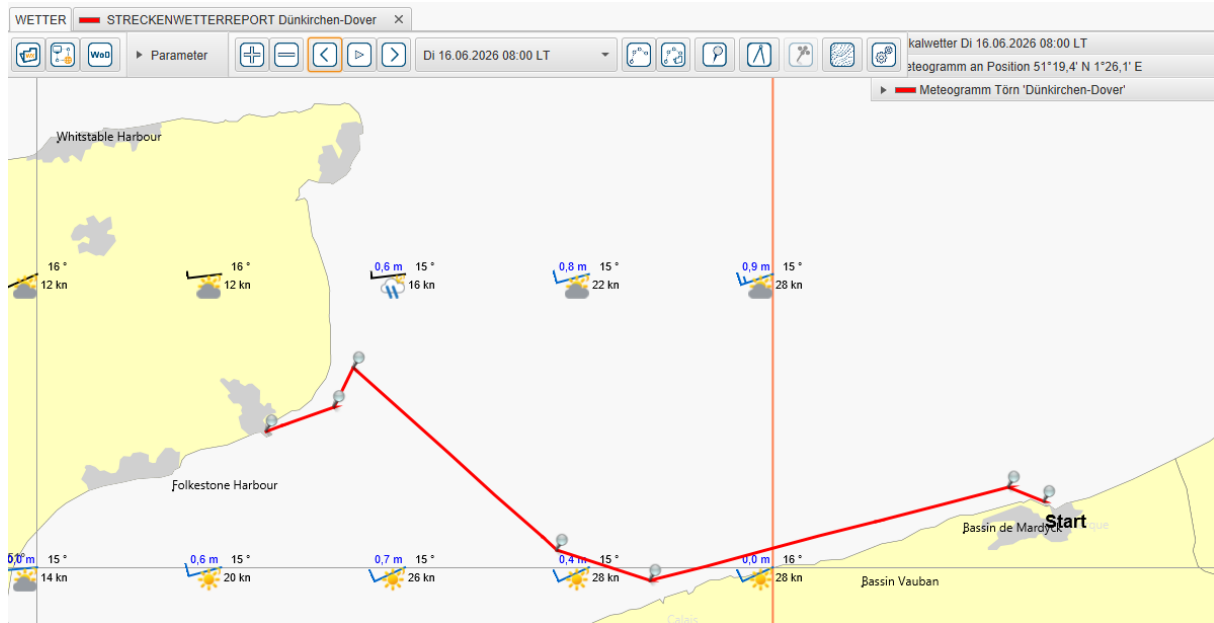 WETTER STRECKENWETTERREPORT Dünkirchen-Dover ×
WoD Parameter Di 16.06.2026 08:00 LT
kalwetter Di 16.06.2026 08:00 LT
eteogramm an Position 51°19,4' N 1°26,1' E
Meteogramm Törn 'Dünkirchen-Dover'
Whitstable Harbour
16 ° 16 ° 0,6 m 15 ° 0,8 m 15 ° 0,9 m 15 °
12 kn 12 kn 16 kn 22 kn 28 kn
Folkestone Harbour
Start
Bassin de Mardyck
0,0 m 15 ° 0,6 m 15 ° 0,7 m 15 ° 0,4 m 15 ° 0,0 m 16 °
14 kn 20 kn 26 kn 28 kn 28 kn
Bassin Vauban
Calais